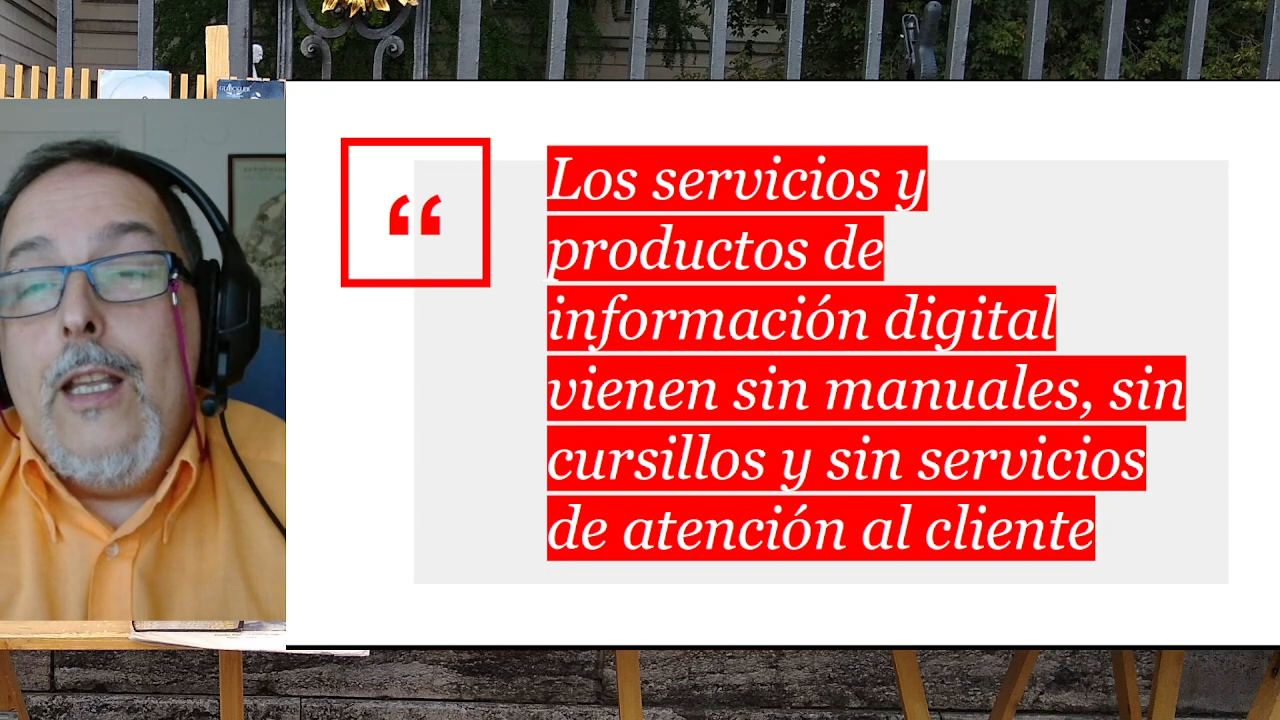 “
Los servicios y
productos de
información digital
vienen sin manuales, sin
cursillos y sin servicios
de atención al cliente